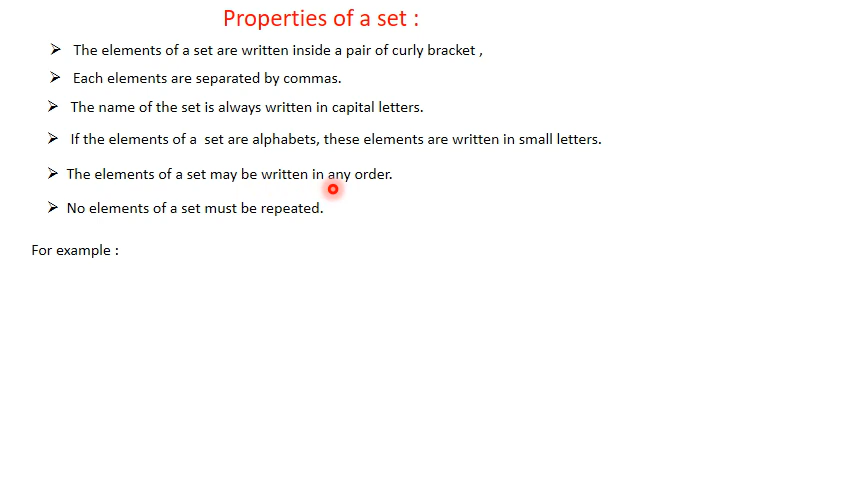 Properties of a set :
➢ The elements of a set are written inside a pair of curly bracket ,
➢ Each elements are separated by commas.
➢ The name of the set is always written in capital letters.
➢ If the elements of a set are alphabets, these elements are written in small letters.
➢ The elements of a set may be written in any order.
➢ No elements of a set must be repeated.
For example :